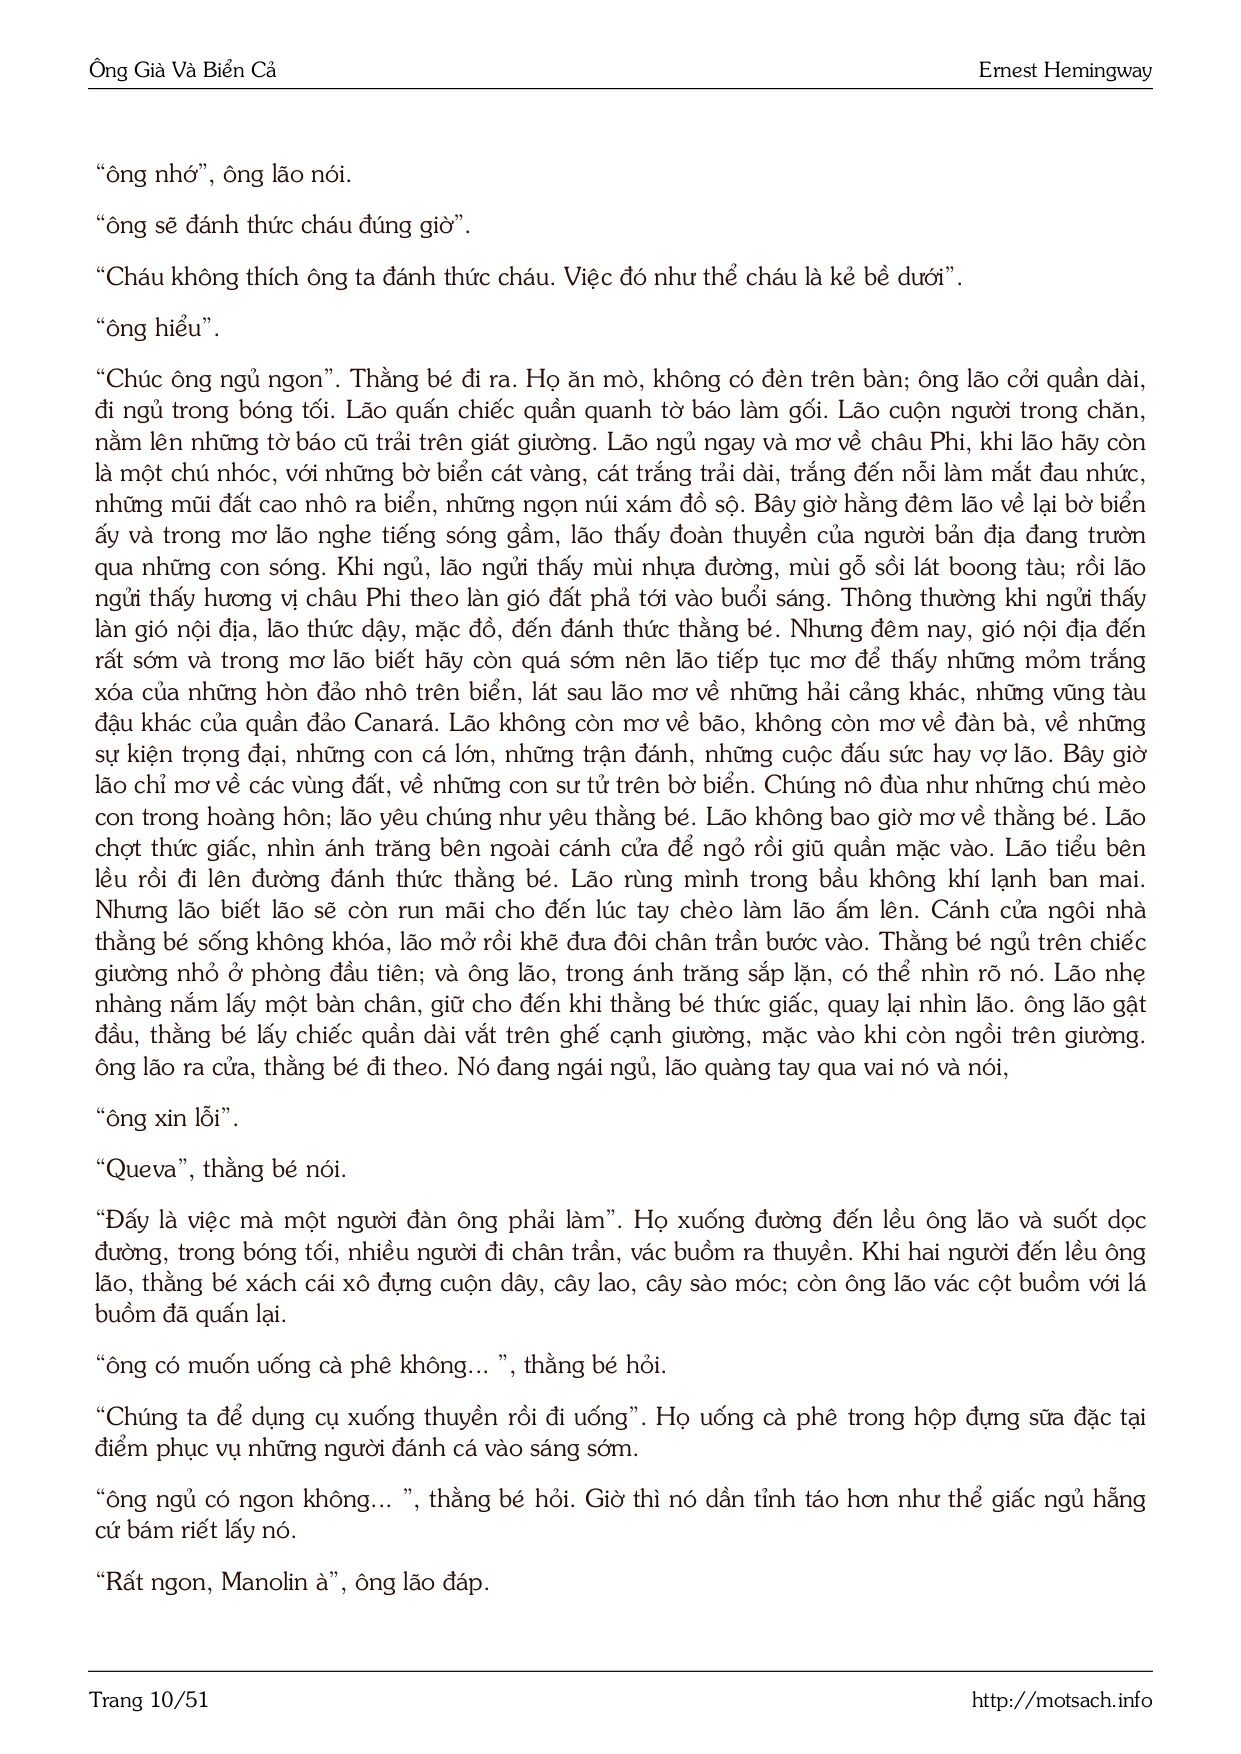 Ông Già Và Biển Cả
Ernest Hemingway
“ông nhớ”, ông lão nói.
“ông sẽ đánh thức cháu đúng giờ”.
“Cháu không thích ông ta đánh thức cháu. Việc đó như thể cháu là kẻ bề dưới”.
“ông hiểu”.
“Chúc ông ngủ ngon”. Thằng bé đi ra. Họ ăn mò, không có đèn trên bàn; ông lão cởi quần dài,
đi ngủ trong bóng tối. Lão quấn chiếc quần quanh tờ báo làm gối. Lão cuộn người trong chăn,
nằm lên những tờ báo cũ trải trên giát giường. Lão ngủ ngay và mơ về châu Phi, khi lão hãy còn
là một chú nhóc, với những bờ biển cát vàng, cát trắng trải dài, trắng đến nỗi làm mắt đau nhức,
những mũi đất cao nhô ra biển, những ngọn núi xám đồ sộ. Bây giờ hằng đêm lão về lại bờ biển
ấy và trong mơ lão nghe tiếng sóng gầm, lão thấy đoàn thuyền của người bản địa đang trườn
qua những con sóng. Khi ngủ, lão ngửi thấy mùi nhựa đường, mùi gỗ sồi lát boong tàu; rồi lão
ngửi thấy hương vị châu Phi theo làn gió đất phả tới vào buổi sáng. Thông thường khi ngửi thấy
làn gió nội địa, lão thức dậy, mặc đồ, đến đánh thức thằng bé. Nhưng đêm nay, gió nội địa đến
rất sớm và trong mơ lão biết hãy còn quá sớm nên lão tiếp tục mơ để thấy những mỏm trắng
xóa của những hòn đảo nhô trên biển, lát sau lão mơ về những hải cảng khác, những vũng tàu
đậu khác của quần đảo Canará. Lão không còn mơ về bão, không còn mơ về đàn bà, về những
sự kiện trọng đại, những con cá lớn, những trận đánh, những cuộc đấu sức hay vợ lão. Bây giờ
lão chỉ mơ về các vùng đất, về những con sư tử trên bờ biển. Chúng nô đùa như những chú mèo
con trong hoàng hôn; lão yêu chúng như yêu thằng bé. Lão không bao giờ mơ về thằng bé. Lão
chợt thức giấc, nhìn ánh trăng bên ngoài cánh cửa để ngỏ rồi giũ quần mặc vào. Lão tiểu bên
lều rồi đi lên đường đánh thức thằng bé. Lão rùng mình trong bầu không khí lạnh ban mai.
Nhưng lão biết lão sẽ còn run mãi cho đến lúc tay chèo làm lão ấm lên. Cánh cửa ngôi nhà
thằng bé sống không khóa, lão mở rồi khẽ đưa đôi chân trần bước vào. Thằng bé ngủ trên chiếc
giường nhỏ ở phòng đầu tiên; và ông lão, trong ánh trăng sắp lặn, có thể nhìn rõ nó. Lão nhẹ
nhàng nắm lấy một bàn chân, giữ cho đến khi thằng bé thức giấc, quay lại nhìn lão. ông lão gật
đầu, thằng bé lấy chiếc quần dài vắt trên ghế cạnh giường, mặc vào khi còn ngồi trên giường.
ông lão ra cửa, thằng bé đi theo. Nó đang ngái ngủ, lão quàng tay qua vai nó và nói,
“ông xin lỗi”.
“Queva”, thằng bé nói.
“Đấy là việc mà một người đàn ông phải làm”. Họ xuống đường đến lều ông lão và suốt dọc
đường, trong bóng tối, nhiều người đi chân trần, vác buồm ra thuyền. Khi hai người đến lều ông
lão, thằng bé xách cái xô đựng cuộn dây, cây lao, cây sào móc; còn ông lão vác cột buồm với lá
buồm đã quấn lại.
“ông có muốn uống cà phê không... ”, thằng bé hỏi.
“Chúng ta để dụng cụ xuống thuyền rồi đi uống”. Họ uống cà phê trong hộp đựng sữa đặc tại
điểm phục vụ những người đánh cá vào sáng sớm.
“ông ngủ có ngon không... ”, thằng bé hỏi. Giờ thì nó dần tỉnh táo hơn như thể giấc ngủ hẵng
cứ bám riết lấy nó.
“Rất ngon, Manolin à”, ông lão đáp.
Trang 10/51
http://motsach.info